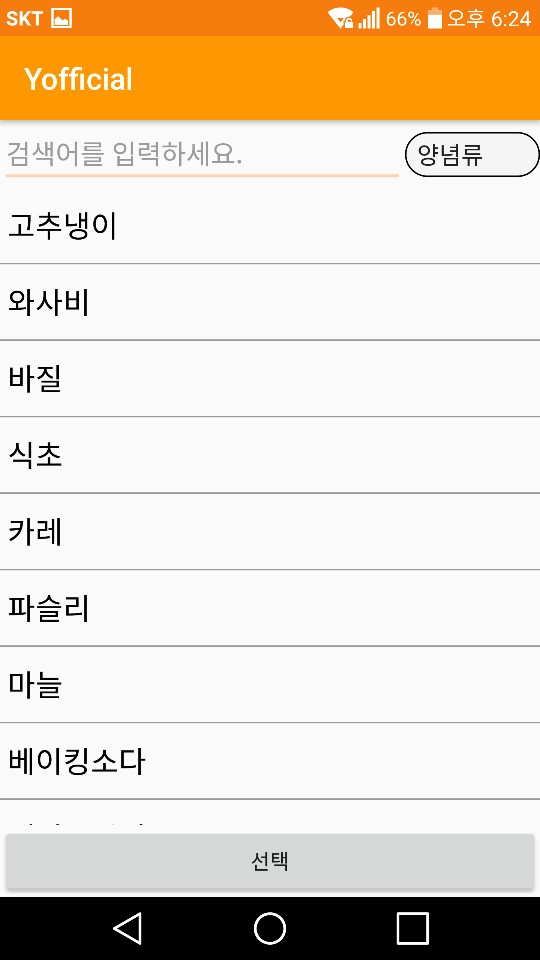 SKT 66% 오후 6:24
Yofficial
검색어를 입력하세요. 양념류
고추냉이
와사비
바질
식초
카레
파슬리
마늘
베이킹소다
선택